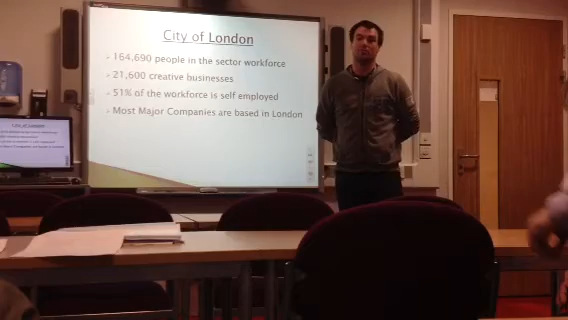 City of London
164,690 people in the sector workforce
21,600 creative businesses
51% of the workforce is self employed
Most Major Companies are based in London